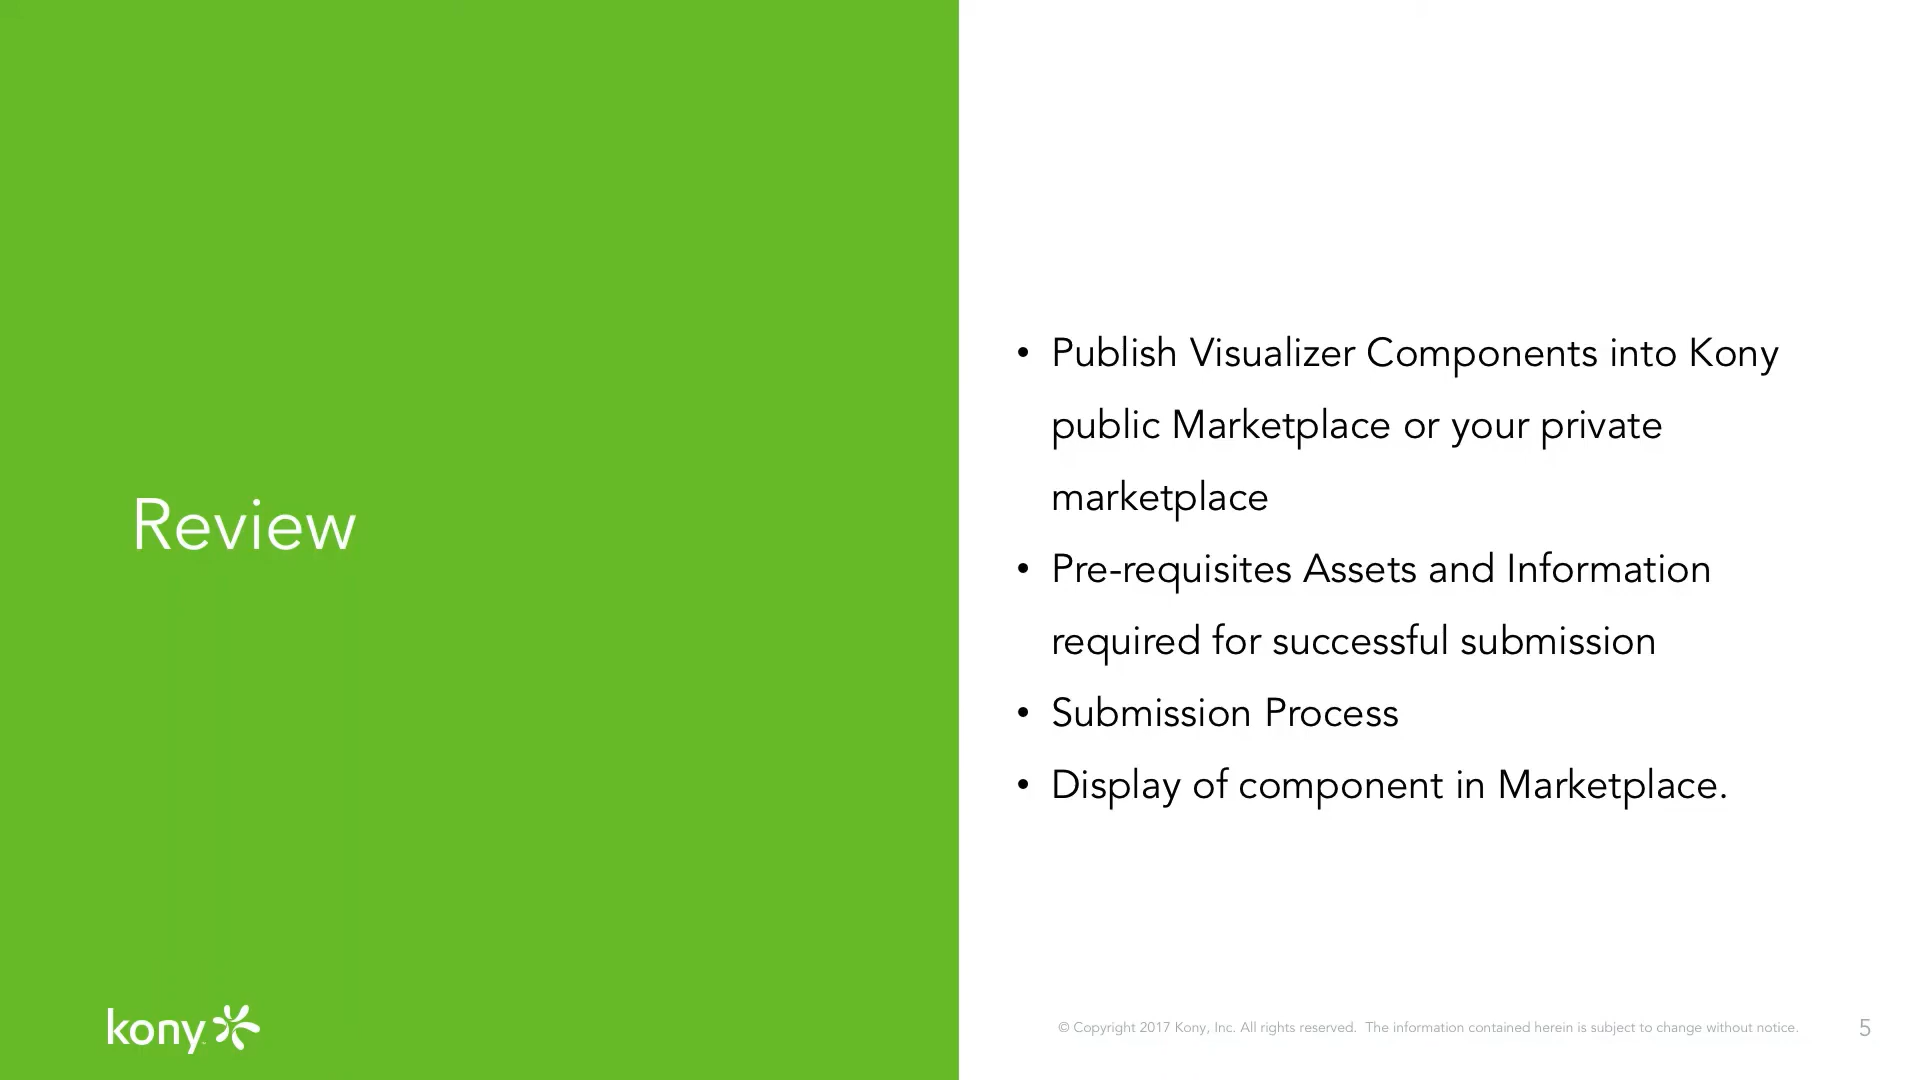 Review
• Publish Visualizer Components into Kony
public Marketplace or your private
marketplace
• Pre-requisites Assets and Information
required for successful submission
• Submission Process
• Display of component in Marketplace.
kony
© Copyright 2017 Kony, Inc. All rights reserved. The information contained herein is subject to change without notice.
5